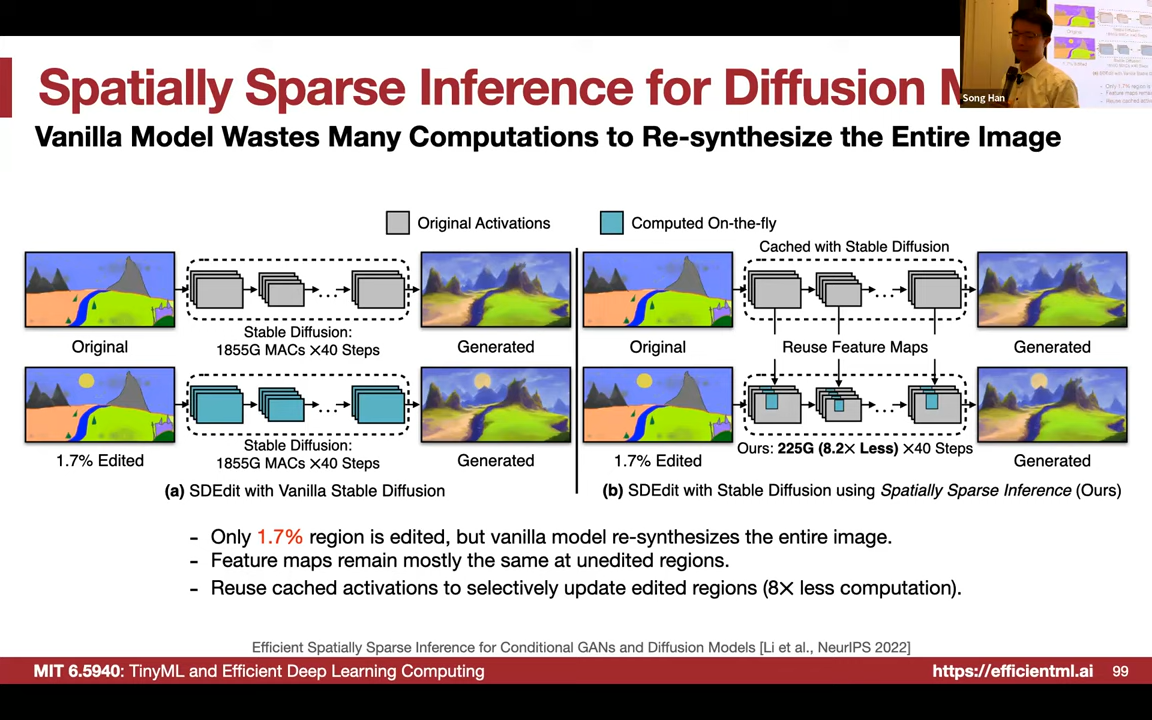 Spatially Sparse Inference for Diffusion M
Song Han
Vanilla Model Wastes Many Computations to Re-synthesize the Entire Image
Original Activations
Computed On-the-fly
Cached with Stable Diffusion
Stable Diffusion:
1855G MACs ×40 Steps
Original
Generated
Original
Reuse Feature Maps
Generated
Stable Diffusion:
1855G MACs ×40 Steps
1.7% Edited
Generated
1.7% Edited
Ours: 225G (8.2× Less) ×40 Steps
Generated
(a) SDEdit with Vanilla Stable Diffusion
(b) SDEdit with Stable Diffusion using Spatially Sparse Inference (Ours)
- Only 1.7% region is edited, but vanilla model re-synthesizes the entire image.
- Feature maps remain mostly the same at unedited regions.
- Reuse cached activations to selectively update edited regions (8× less computation).
Efficient Spatially Sparse Inference for Conditional GANs and Diffusion Models [Li et al., NeurIPS 2022]
MIT 6.5940: TinyML and Efficient Deep Learning Computing
https://efficientml.ai
99